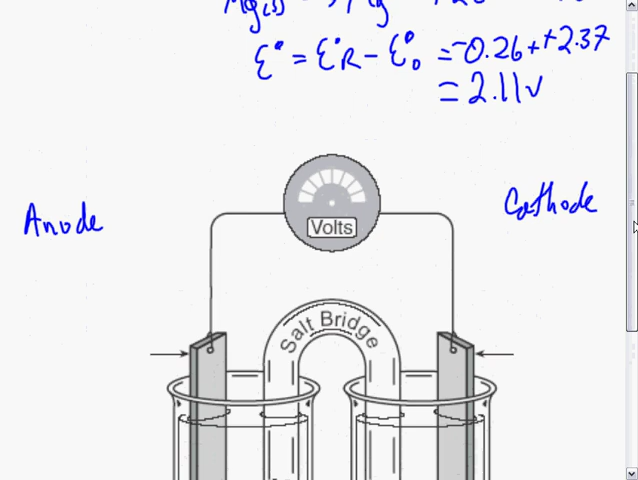 ε° = ε°R − ε°o = -0.26 + +2.37
= 2.11V
Anode
Cathode
Volts
Salt Bridge